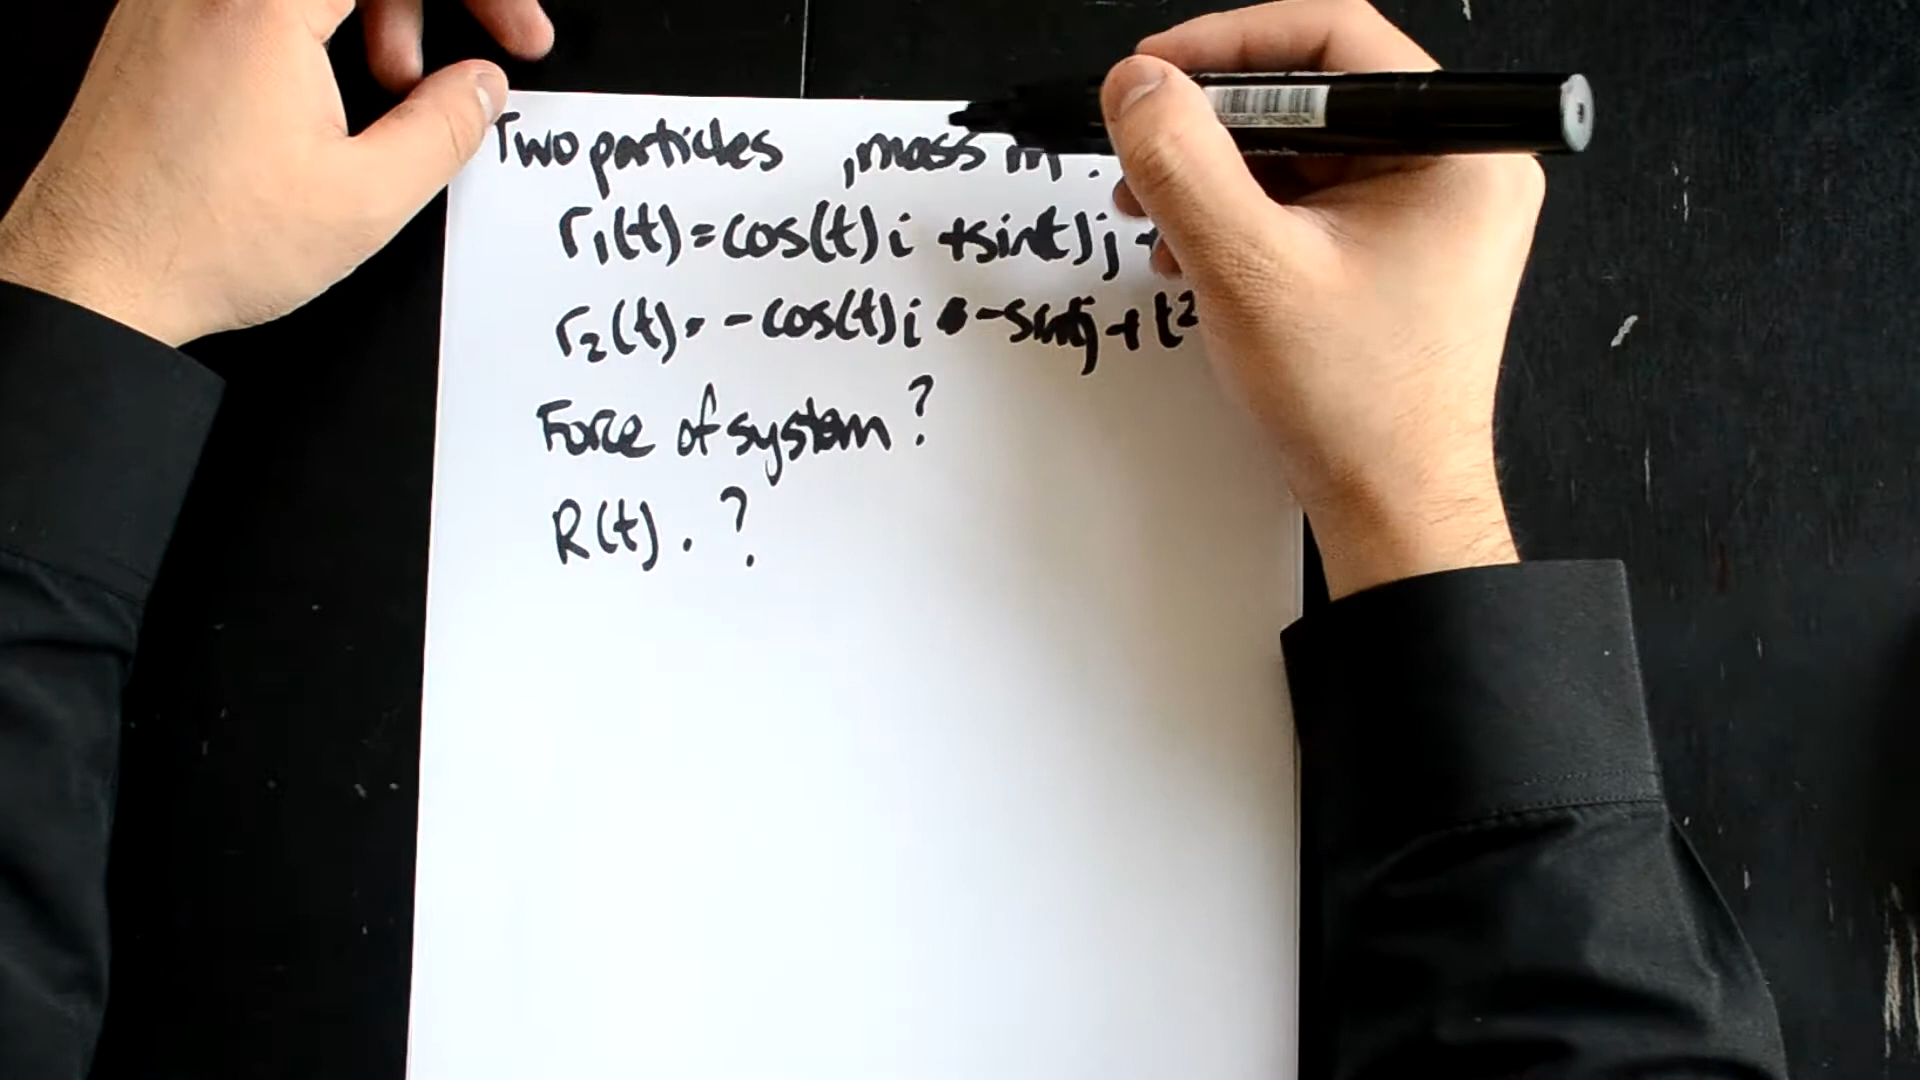 Two particles , mass m .
r₁(t) = cos(t) i + sin(t) j +
r₂(t) = - cos(t) i - sin t j + t²
Force of system ?
R(t) . ?